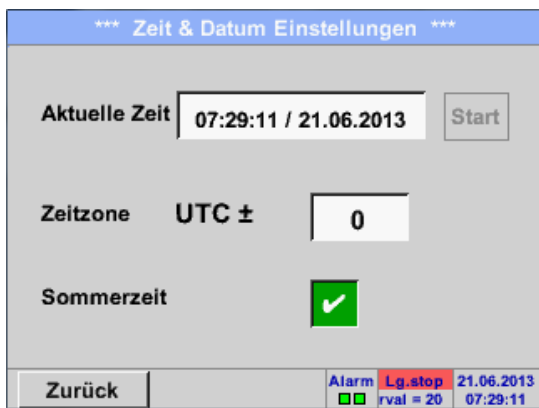 *** Zeit & Datum Einstellungen ***
Aktuelle Zeit 07:29:11 / 21.06.2013 Start
Zeitzone UTC ± 0
Sommerzeit
Zurück
Alarm Lg.stop 21.06.2013
rval = 20 07:29:11